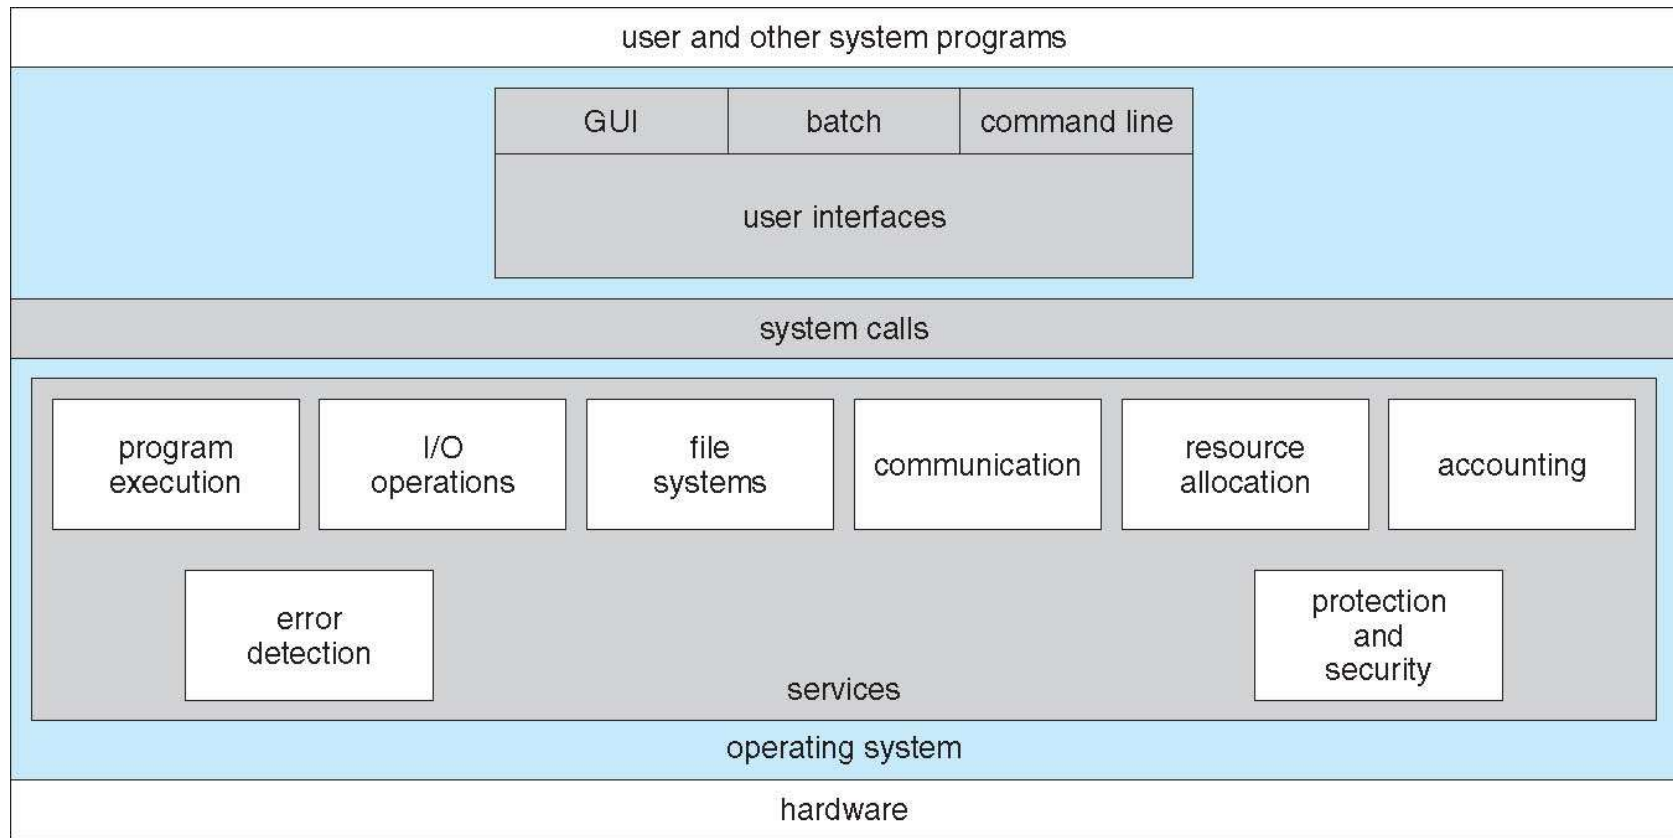 user and other system programs
GUI
batch
command line
user interfaces
system calls
program
execution
I/O
operations
file
systems
communication
resource
allocation
accounting
error
detection
protection
and
security
services
operating system
hardware